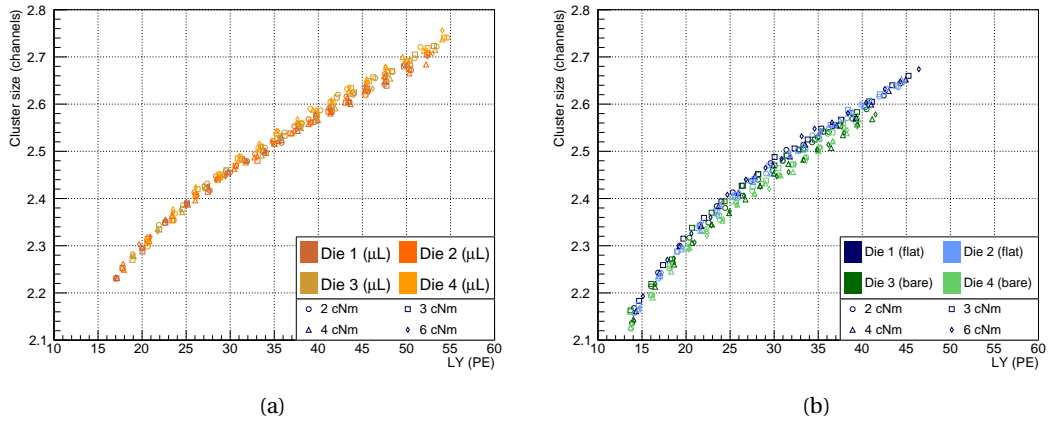 Cluster size (channels)
2.8
2.7
2.6
2.5
2.4
2.3
2.2
2.1
Die 1 (µL) Die 2 (µL)
Die 3 (µL) Die 4 (µL)
2 cNm 3 cNm
4 cNm 6 cNm
10 15 20 25 30 35 40 45 50 55 60
LY (PE)
(a)
Cluster size (channels)
2.8
2.7
2.6
2.5
2.4
2.3
2.2
2.1
Die 1 (flat) Die 2 (flat)
Die 3 (bare) Die 4 (bare)
2 cNm 3 cNm
4 cNm 6 cNm
10 15 20 25 30 35 40 45 50 55 60
LY (PE)
(b)